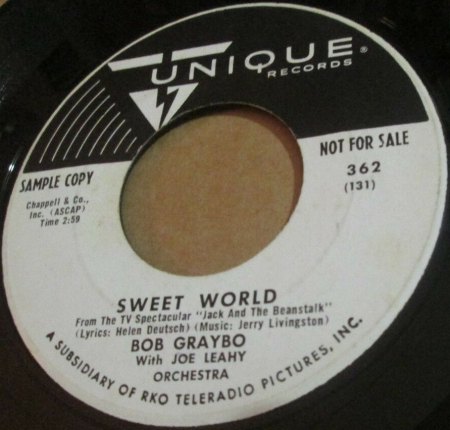 UNIQUE®
RECORDS
SAMPLE COPY
NOT FOR SALE
Chappell & Co.,
Inc. (ASCAP)
Time 2:59
362
(131)
SWEET WORLD
From The TV Spectacular "Jack And The Beanstalk"
(Lyrics: Helen Deutsch) (Music: Jerry Livingston)
BOB GRAYBO
With JOE LEAHY
ORCHESTRA
A SUBSIDIARY OF RKO TELERADIO PICTURES, INC.